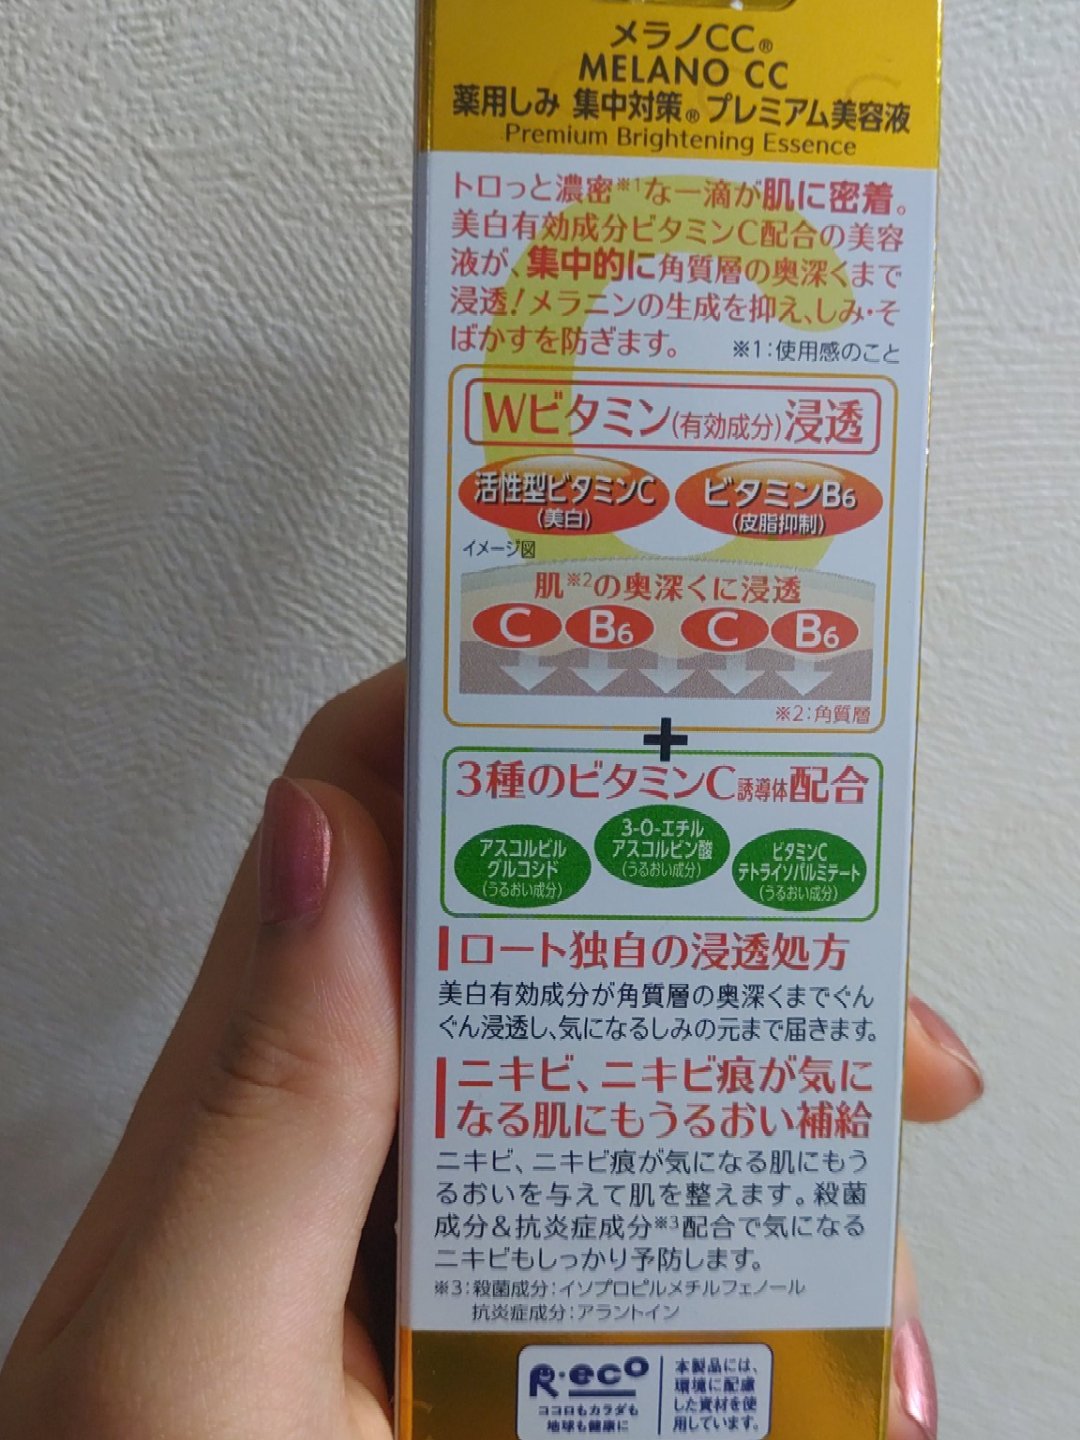 メラノCC®
MELANO CC
薬用しみ 集中対策® プレミアム美容液
Premium Brightening Essence
トロっと濃密※1な一滴が肌に密着。
美白有効成分ビタミンC配合の美容
液が、集中的に角質層の奥深くまで
浸透!メラニンの生成を抑え、しみ・そ
ばかすを防ぎます。 ※1:使用感のこと
Wビタミン(有効成分)浸透
活性型ビタミンC
(美白)
ビタミンB6
(皮脂抑制)
イメージ図
肌※2の奥深くに浸透
C B6 C B6
※2:角質層
+
3種のビタミンC誘導体配合
アスコルビル
グルコシド
(うるおい成分)
3-O-エチル
アスコルビン酸
(うるおい成分)
ビタミンC
テトライソパルミテート
(うるおい成分)
ロート独自の浸透処方
美白有効成分が角質層の奥深くまでぐん
ぐん浸透し、気になるしみの元まで届きます。
ニキビ、ニキビ痕が気に
なる肌にもうるおい補給
ニキビ、ニキビ痕が気になる肌にもう
るおいを与えて肌を整えます。殺菌
成分&抗炎症成分※3配合で気になる
ニキビもしっかり予防します。
※3:殺菌成分:イソプロピルメチルフェノール
抗炎症成分:アラントイン
R・eco
ココロもカラダも
地球も健康に
本製品には、
環境に配慮
した資材を使
用しています。